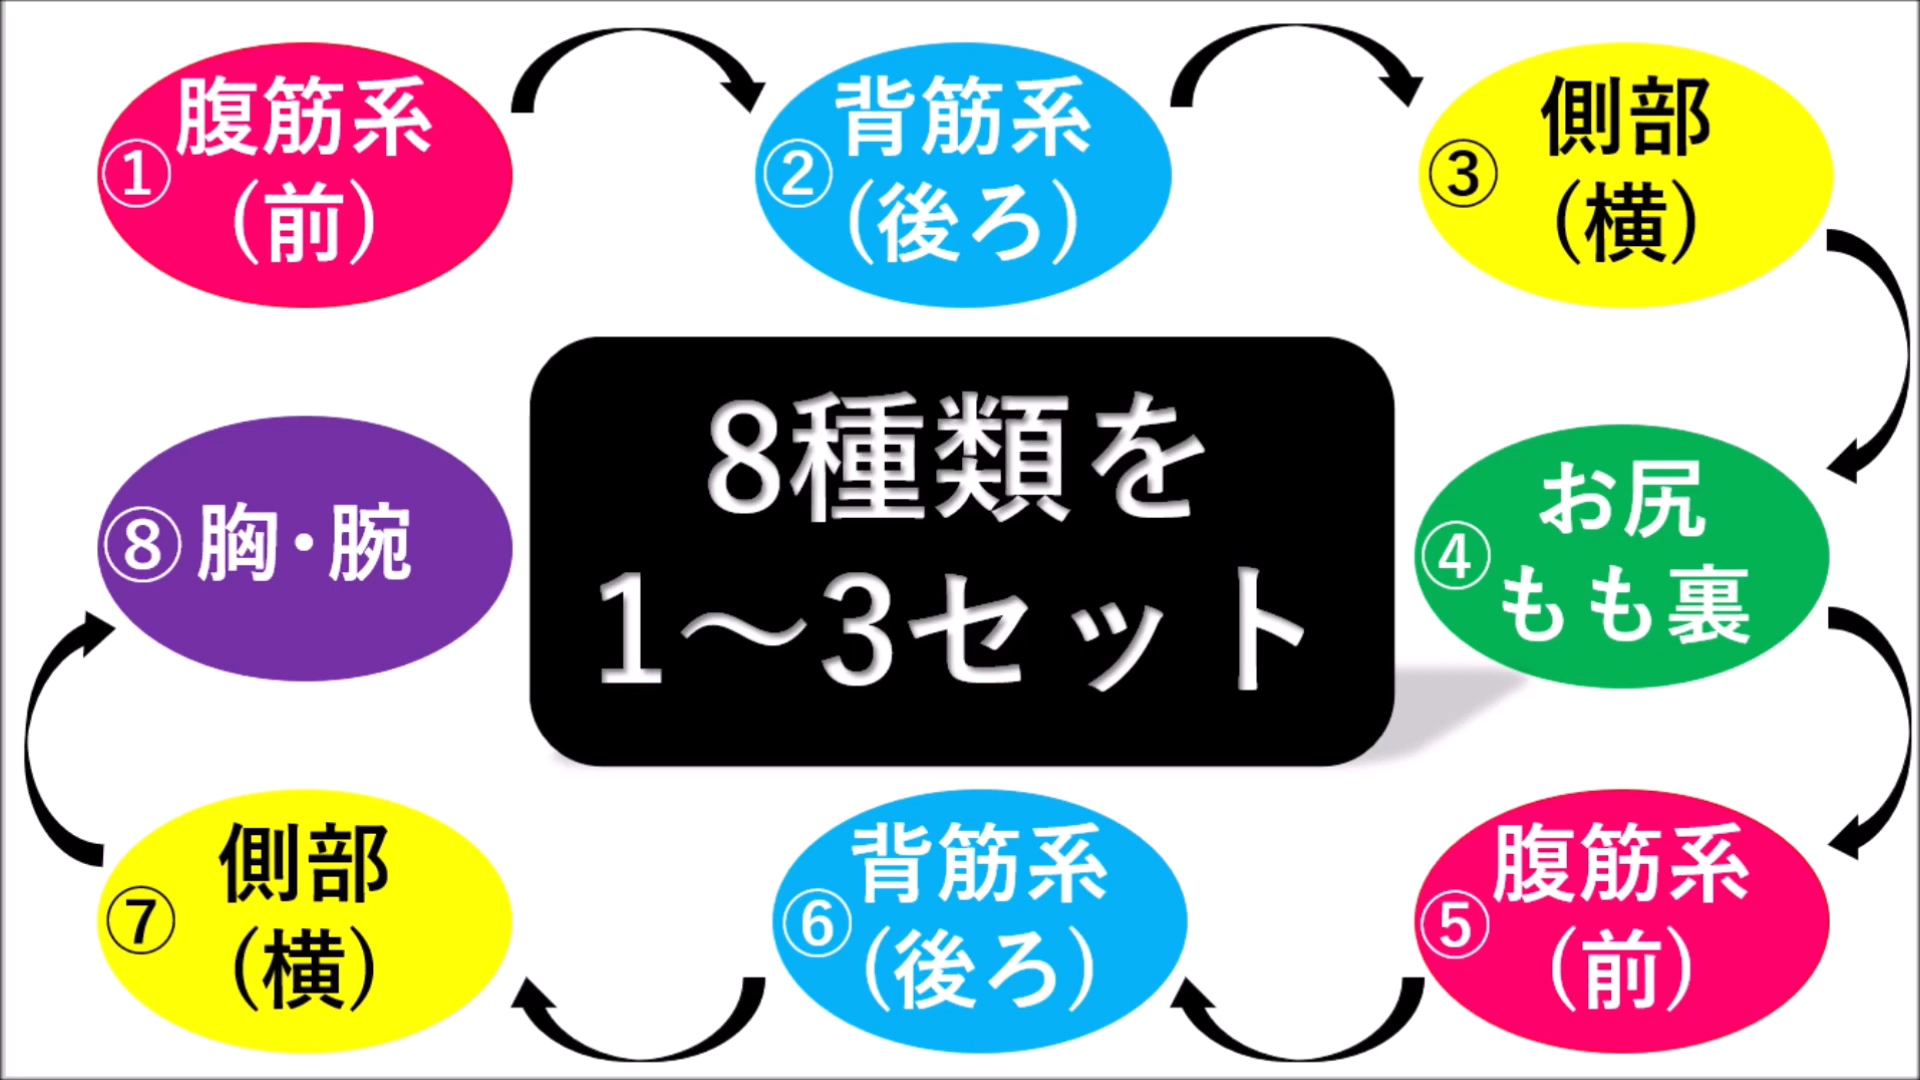 ①
腹筋系
(前)
②
背筋系
(後ろ)
③
側部
(横)
④
お尻
もも裏
⑤
腹筋系
(前)
⑥
背筋系
(後ろ)
⑦
側部
(横)
⑧ 胸・腕
8種類を
1～3セット